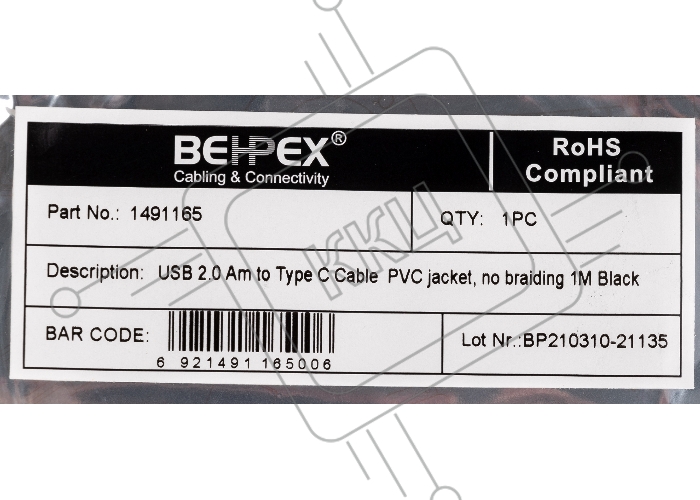 BEHPEX®
Cabling & Connectivity
RoHS
Compliant
Part No.: 1491165
QTY: 1PC
Description: USB 2.0 Am to Type C Cable PVC jacket, no braiding 1M Black
BAR CODE:
6 921491 165006
Lot Nr.:BP210310-21135
ККЦ